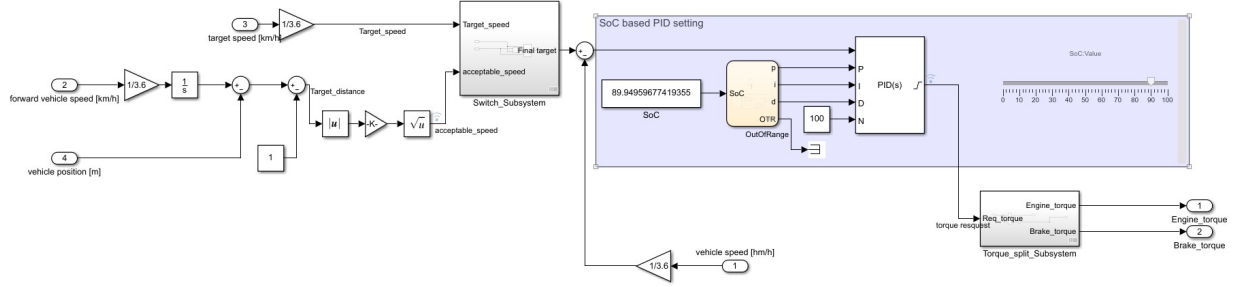 3
target speed [km/h]
1/3.6
Target_speed
Target_speed
acceptable_speed
Final target
Switch_Subsystem
2
forward vehicle speed [km/h]
1/3.6
1
s
Target_distance
|u|
-K-
√u
acceptable_speed
4
vehicle position [m]
1
SoC based PID setting
89.94959677419355
SoC
SoC
p
i
d
OTR
OutOfRange
100
P
I
D
N
PID(s)
SoC:Value
0 10 20 30 40 50 60 70 80 90 100
torque resquest
Req_torque
Engine_torque
Brake_torque
Torque_split_Subsystem
1
Engine_torque
2
Brake_torque
vehicle speed [hm/h]
1
1/3.6